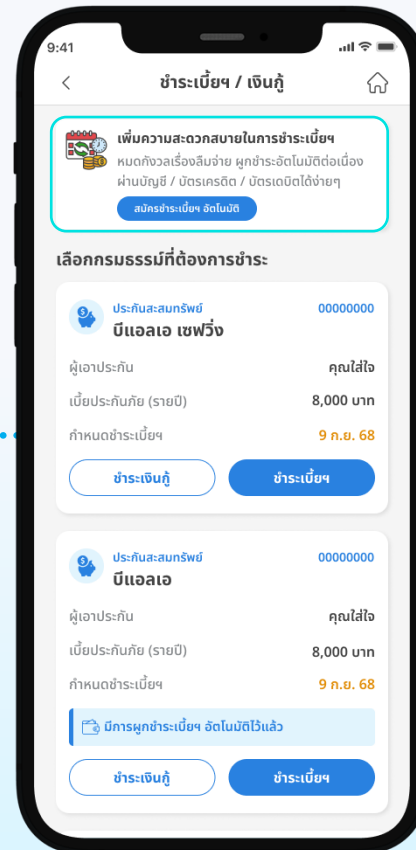 9:41
ชำระเบี้ยฯ / เงินกู้
เพิ่มความสะดวกสบายในการชำระเบี้ยฯ
หมดกังวลเรื่องลืมจ่าย ผูกชำระอัตโนมัติต่อเนื่อง
ผ่านบัญชี / บัตรเครดิต / บัตรเดบิตได้ง่ายๆ
สมัครชำระเบี้ยฯ อัตโนมัติ
เลือกกรมธรรม์ที่ต้องการชำระ
ประกันสะสมทรัพย์ 00000000
บีแอลเอ เซฟวิ่ง
ผู้เอาประกัน คุณใส่ใจ
เบี้ยประกันภัย (รายปี) 8,000 บาท
กำหนดชำระเบี้ยฯ 9 ก.ย. 68
ชำระเงินกู้ ชำระเบี้ยฯ
ประกันสะสมทรัพย์ 00000000
บีแอลเอ
ผู้เอาประกัน คุณใส่ใจ
เบี้ยประกันภัย (รายปี) 8,000 บาท
กำหนดชำระเบี้ยฯ 9 ก.ย. 68
มีการผูกชำระเบี้ยฯ อัตโนมัติไว้แล้ว
ชำระเงินกู้ ชำระเบี้ยฯ